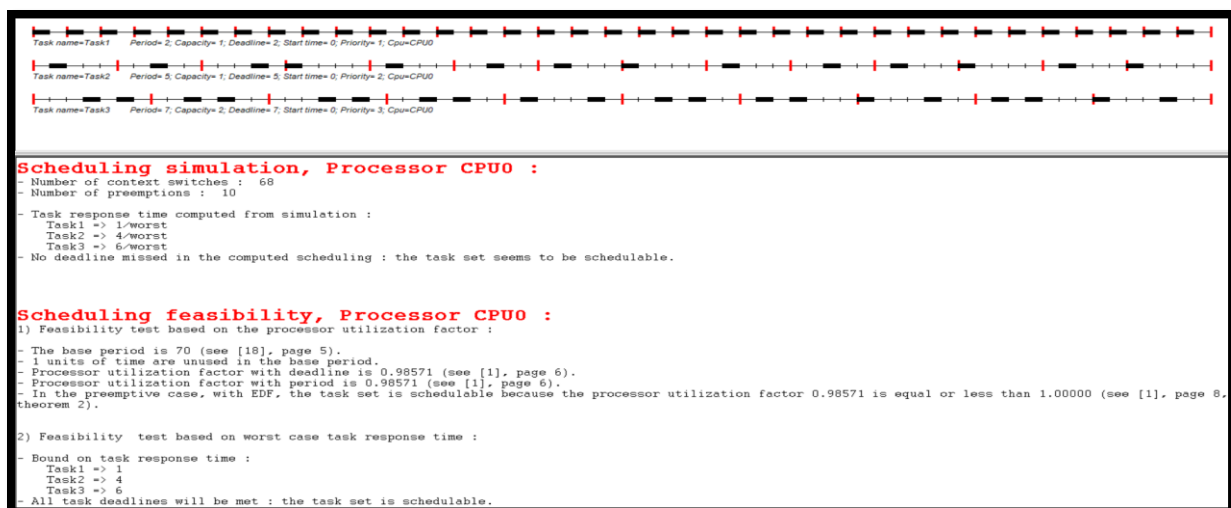 Task name=Task1 Period= 2; Capacity= 1; Deadline= 2; Start time= 0; Priority= 1; Cpu=CPU0
Task name=Task2 Period= 5; Capacity= 1; Deadline= 5; Start time= 0; Priority= 2; Cpu=CPU0
Task name=Task3 Period= 7; Capacity= 2; Deadline= 7; Start time= 0; Priority= 3; Cpu=CPU0
Scheduling simulation, Processor CPU0 :
- Number of context switches : 68
- Number of preemptions : 10
- Task response time computed from simulation :
Task1 => 1/worst
Task2 => 4/worst
Task3 => 6/worst
- No deadline missed in the computed scheduling : the task set seems to be schedulable.
Scheduling feasibility, Processor CPU0 :
1) Feasibility test based on the processor utilization factor :
- The base period is 70 (see [18], page 5).
- 1 units of time are unused in the base period.
- Processor utilization factor with deadline is 0.98571 (see [1], page 6).
- Processor utilization factor with period is 0.98571 (see [1], page 6).
- In the preemptive case, with EDF, the task set is schedulable because the processor utilization factor 0.98571 is equal or less than 1.00000 (see [1], page 8,
theorem 2).
2) Feasibility test based on worst case task response time :
- Bound on task response time :
Task1 => 1
Task2 => 4
Task3 => 6
- All task deadlines will be met : the task set is schedulable.